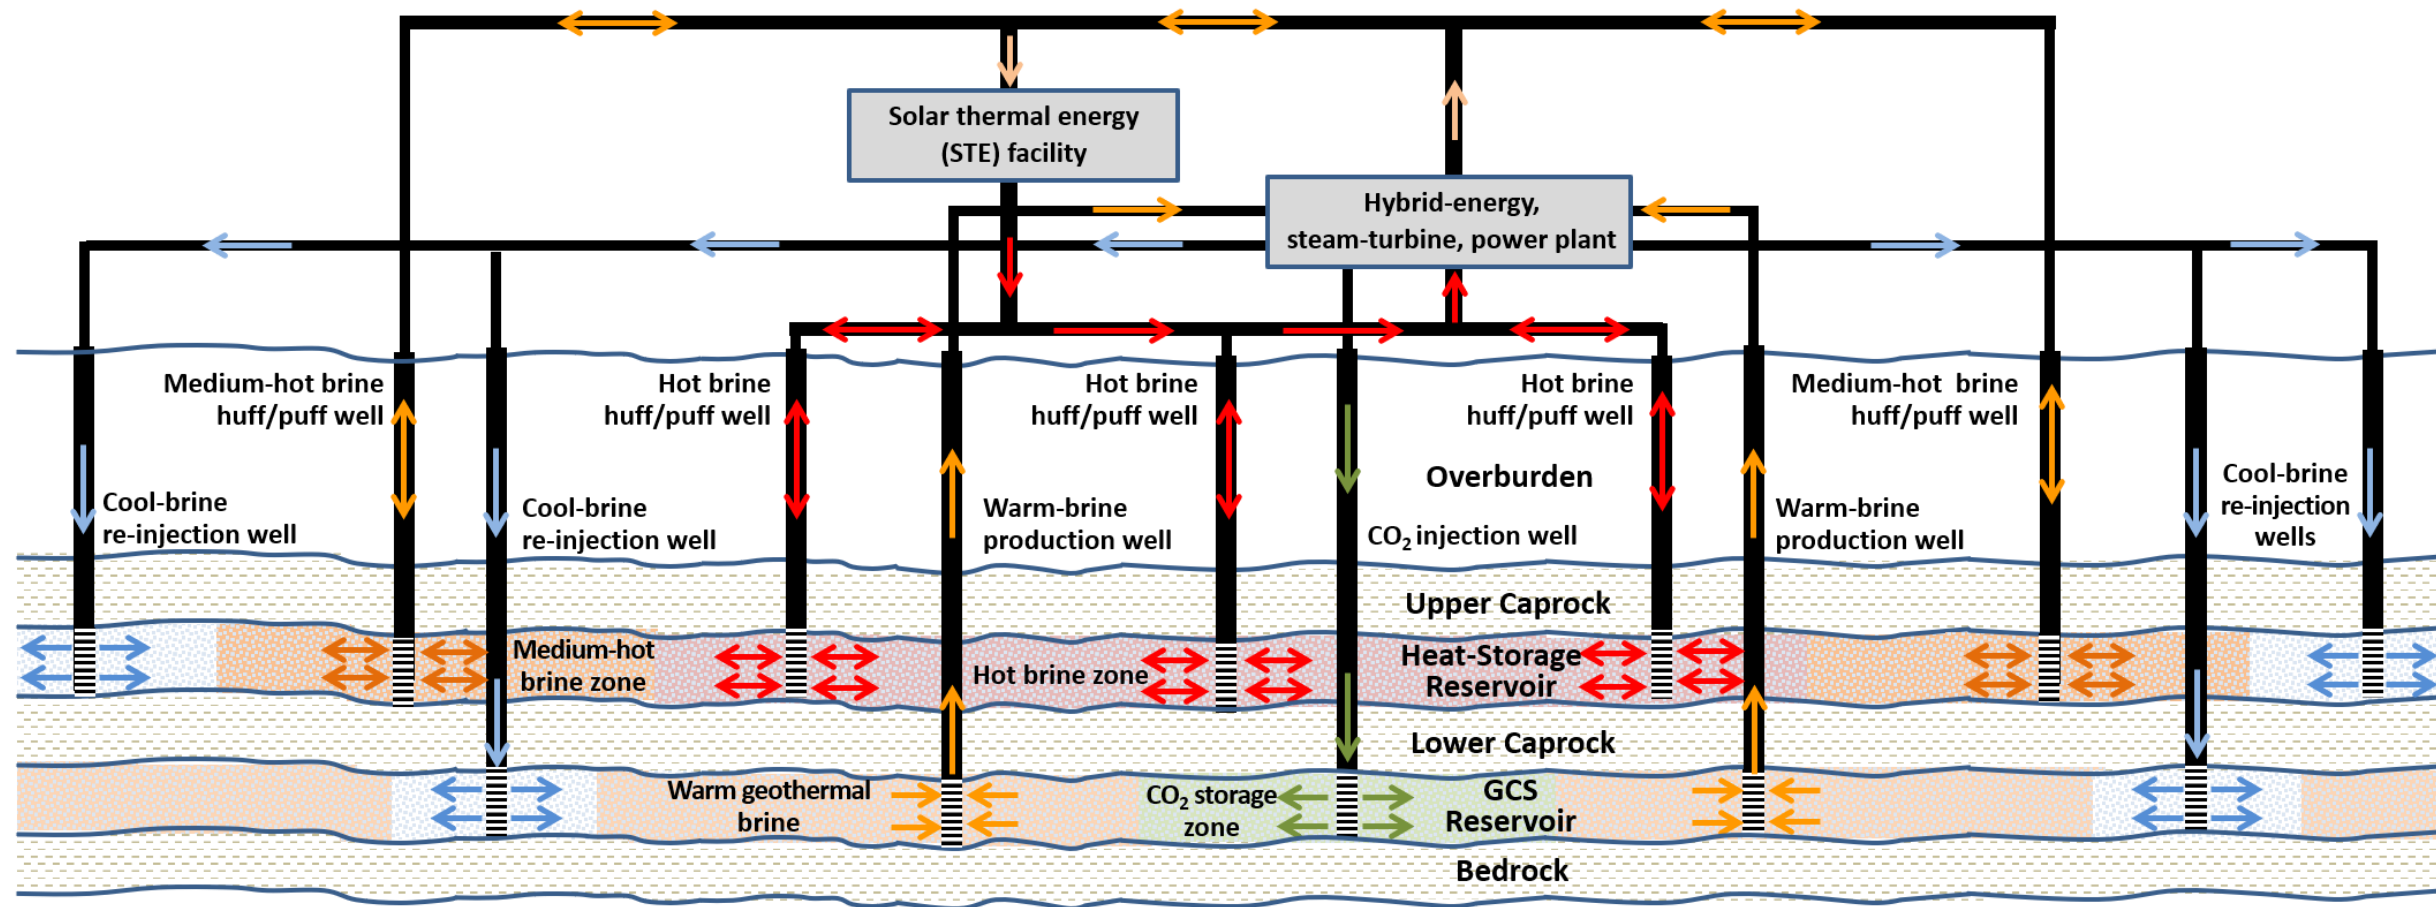 Solar thermal energy
(STE) facility
Hybrid-energy,
steam-turbine, power plant
Medium-hot brine
huff/puff well
Hot brine
huff/puff well
Hot brine
huff/puff well
Hot brine
huff/puff well
Medium-hot  brine
huff/puff well
Overburden
Cool-brine
re-injection well
Cool-brine
re-injection well
Warm-brine
production well
CO₂ injection well
Warm-brine
production well
Cool-brine
re-injection
wells
Upper Caprock
Medium-hot
brine zone
Hot brine zone
Heat-Storage
Reservoir
Lower Caprock
Warm geothermal
brine
CO₂ storage
zone
GCS
Reservoir
Bedrock